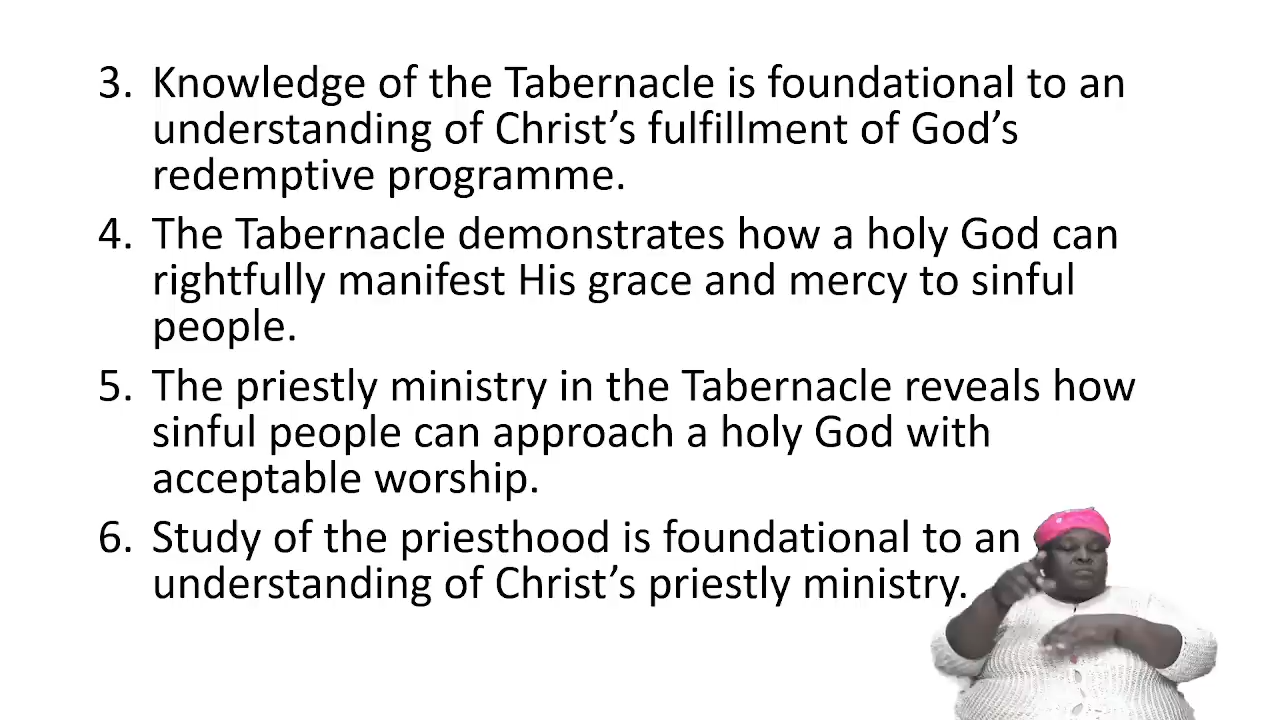 3. Knowledge of the Tabernacle is foundational to an
understanding of Christ’s fulfillment of God’s
redemptive programme.
4. The Tabernacle demonstrates how a holy God can
rightfully manifest His grace and mercy to sinful
people.
5. The priestly ministry in the Tabernacle reveals how
sinful people can approach a holy God with
acceptable worship.
6. Study of the priesthood is foundational to an
understanding of Christ’s priestly ministry.